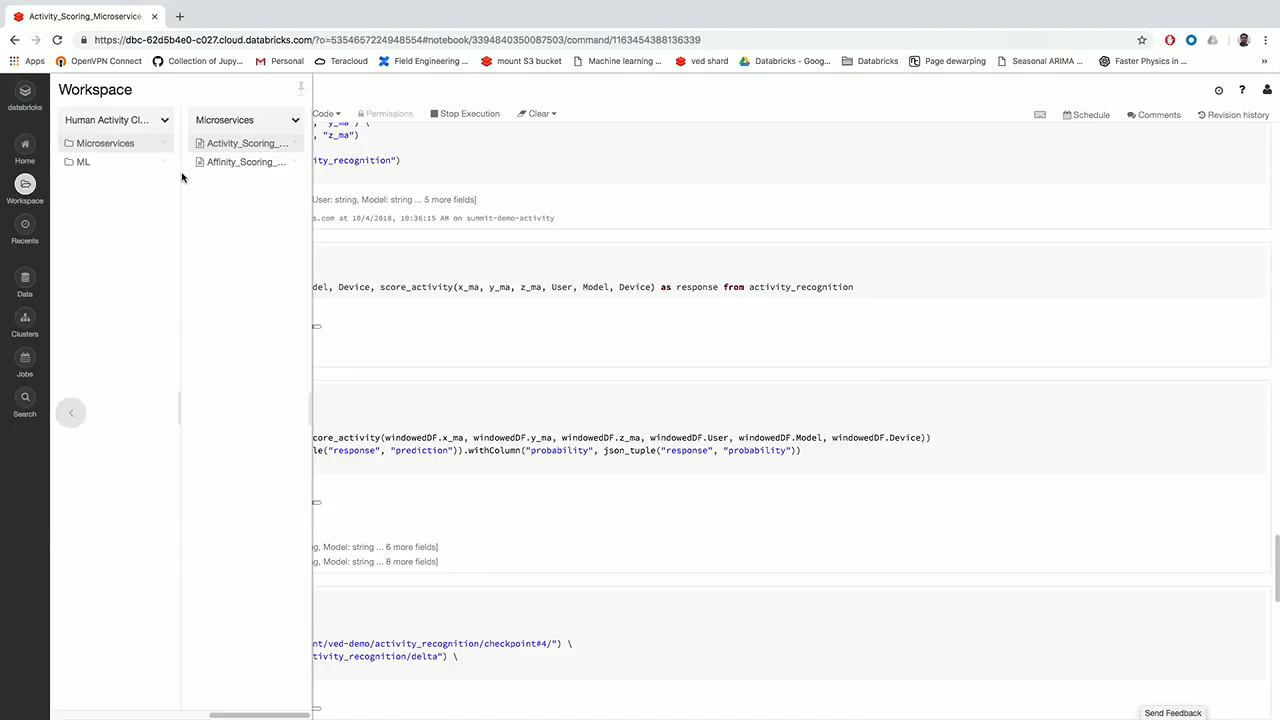 Activity_Scoring_Microservice
https://dbc-62d5b4e0-c027.cloud.databricks.com/?o=5354657224948554#notebook/3394840350087503/command/1163454388136339
Apps OpenVPN Connect Collection of Jupy... Personal Teracloud Field Engineering ... mount S3 bucket Machine learning ... ved shard Databricks - Goog... Databricks Page dewarping Seasonal ARIMA ... Faster Physics in ...
databricks
Home
Workspace
Recents
Data
Clusters
Jobs
Search
Workspace
Human Activity Cl... Microservices
Microservices Activity_Scoring_...
ML Affinity_Scoring_...
Code Permissions Stop Execution Clear Schedule Comments Revision history
"y_ma") \
"z_ma")
ity_recognition")
User: string, Model: string ... 5 more fields]
s.com at 10/4/2018, 10:36:15 AM on summit-demo-activity
del, Device, score_activity(x_ma, y_ma, z_ma, User, Model, Device) as response from activity_recognition
core_activity(windowedDF.x_ma, windowedDF.y_ma, windowedDF.z_ma, windowedDF.User, windowedDF.Model, windowedDF.Device))
le("response", "prediction")).withColumn("probability", json_tuple("response", "probability"))
g, Model: string ... 6 more fields]
g, Model: string ... 8 more fields]
nt/ved-demo/activity_recognition/checkpoint#4/") \
tivity_recognition/delta") \
Send Feedback